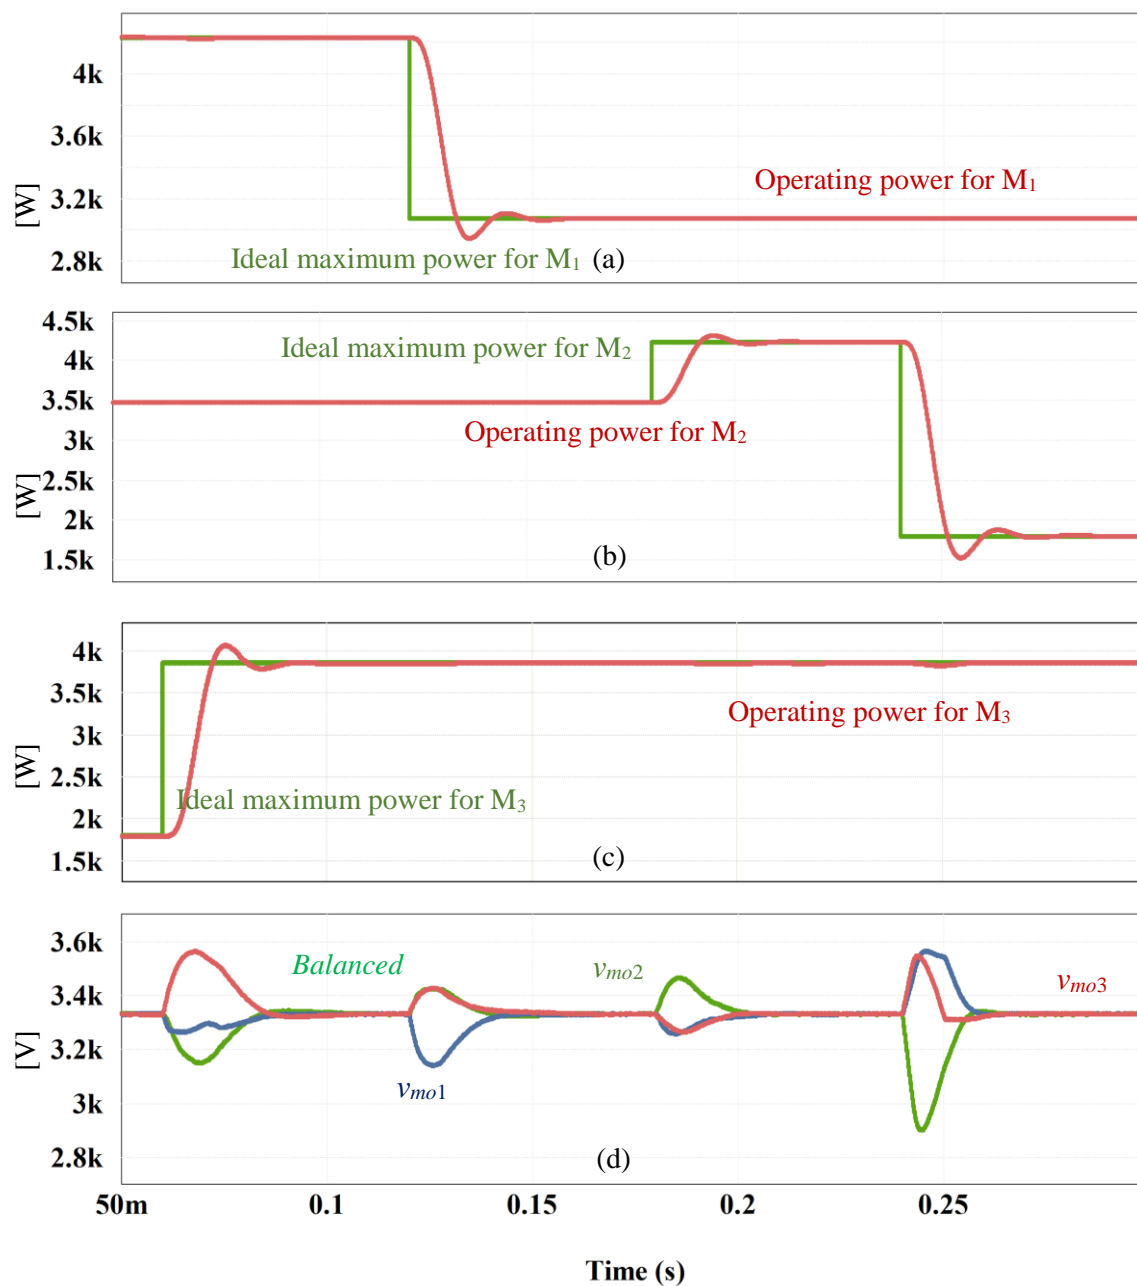 4k
3.6k
3.2k
2.8k
[W]
Operating power for M1
Ideal maximum power for M1 (a)
4.5k
4k
3.5k
3k
2.5k
2k
1.5k
[W]
Ideal maximum power for M2
Operating power for M2
(b)
4k
3.5k
3k
2.5k
2k
1.5k
[W]
Operating power for M3
Ideal maximum power for M3
(c)
3.6k
3.4k
3.2k
3k
2.8k
[V]
Balanced
vmo2
vmo3
vmo1
(d)
50m 0.1 0.15 0.2 0.25
Time (s)